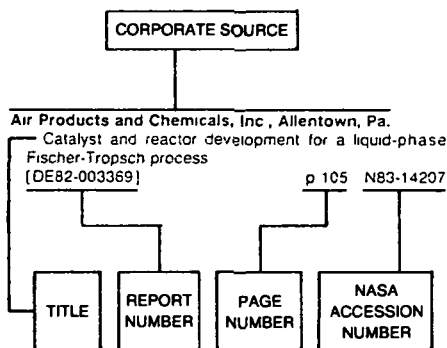 CORPORATE SOURCE
Air Products and Chemicals, Inc , Allentown, Pa.
Catalyst and reactor development for a liquid-phase
Fischer-Tropsch process
[DE82-003369] p 105 N83-14207
TITLE
REPORT
NUMBER
PAGE
NUMBER
NASA
ACCESSION
NUMBER